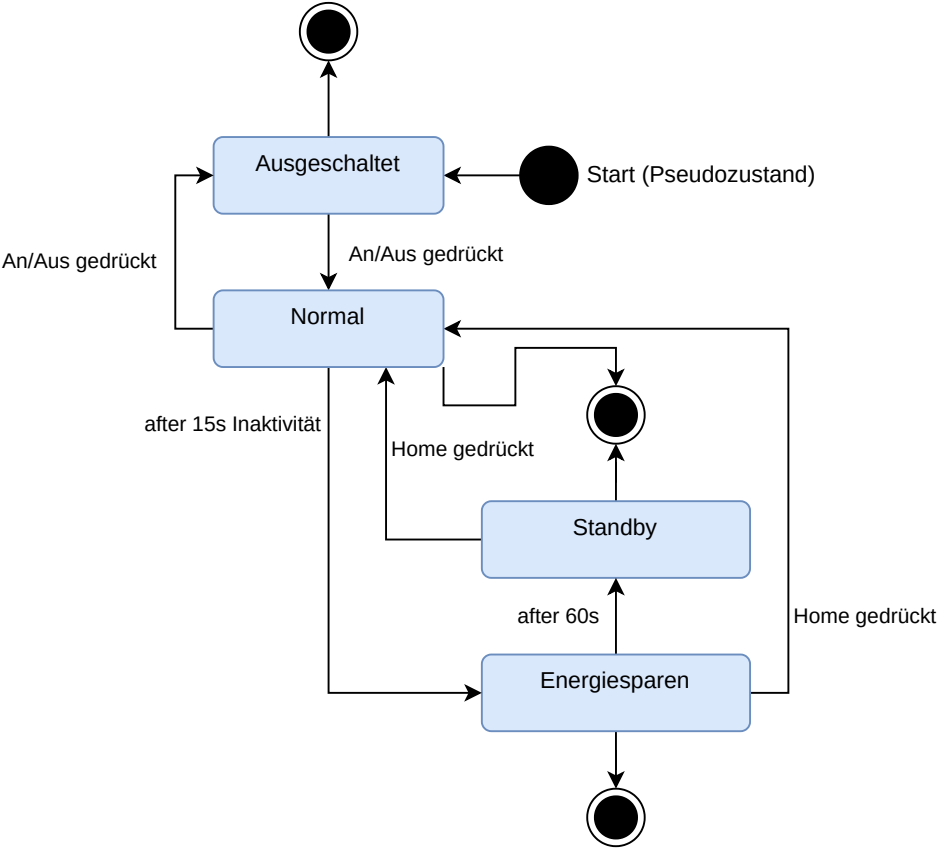 Ausgeschaltet
Start (Pseudozustand)
An/Aus gedrückt
An/Aus gedrückt
Normal
after 15s Inaktivität
Home gedrückt
Standby
after 60s
Home gedrückt
Energiesparen